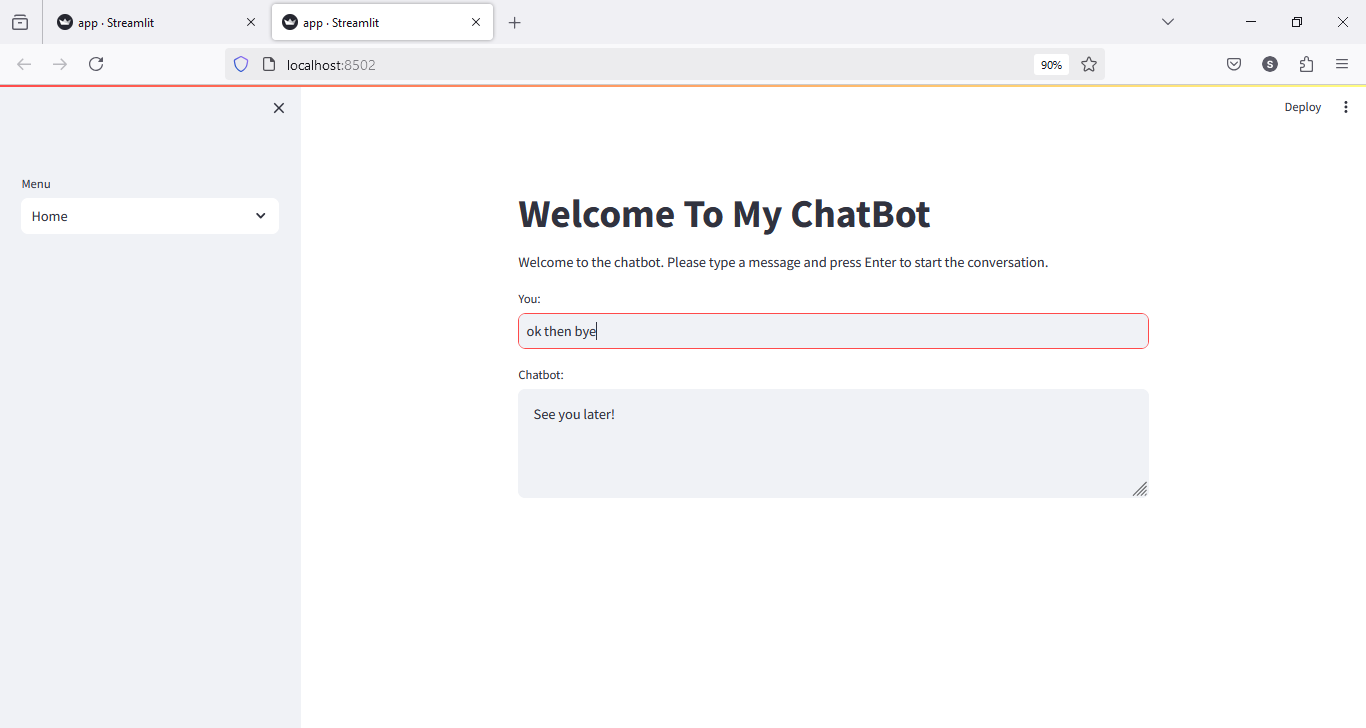 app · Streamlit
app · Streamlit
localhost:8502
90%
S
Deploy
Menu
Home
Welcome To My ChatBot
Welcome to the chatbot. Please type a message and press Enter to start the conversation.
You:
ok then bye
Chatbot:
See you later!